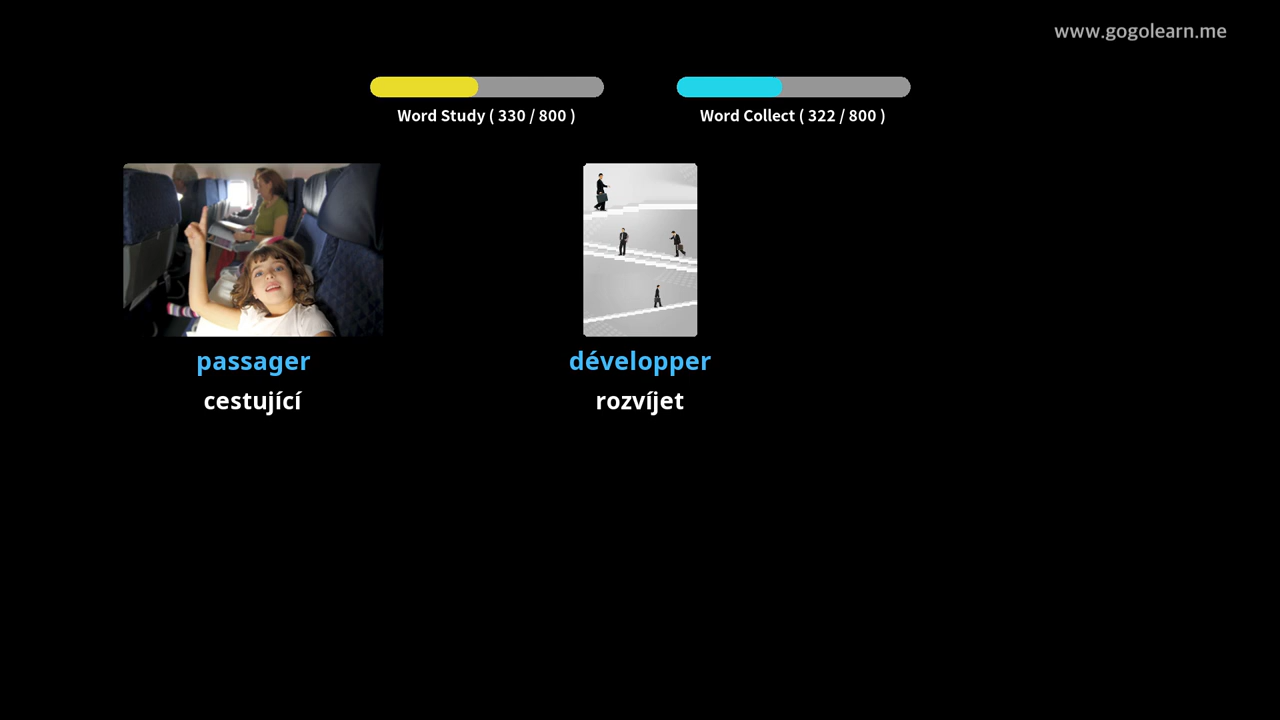 www.gogolearn.me
Word Study ( 330 / 800 )
Word Collect ( 322 / 800 )
passager
cestující
développer
rozvíjet